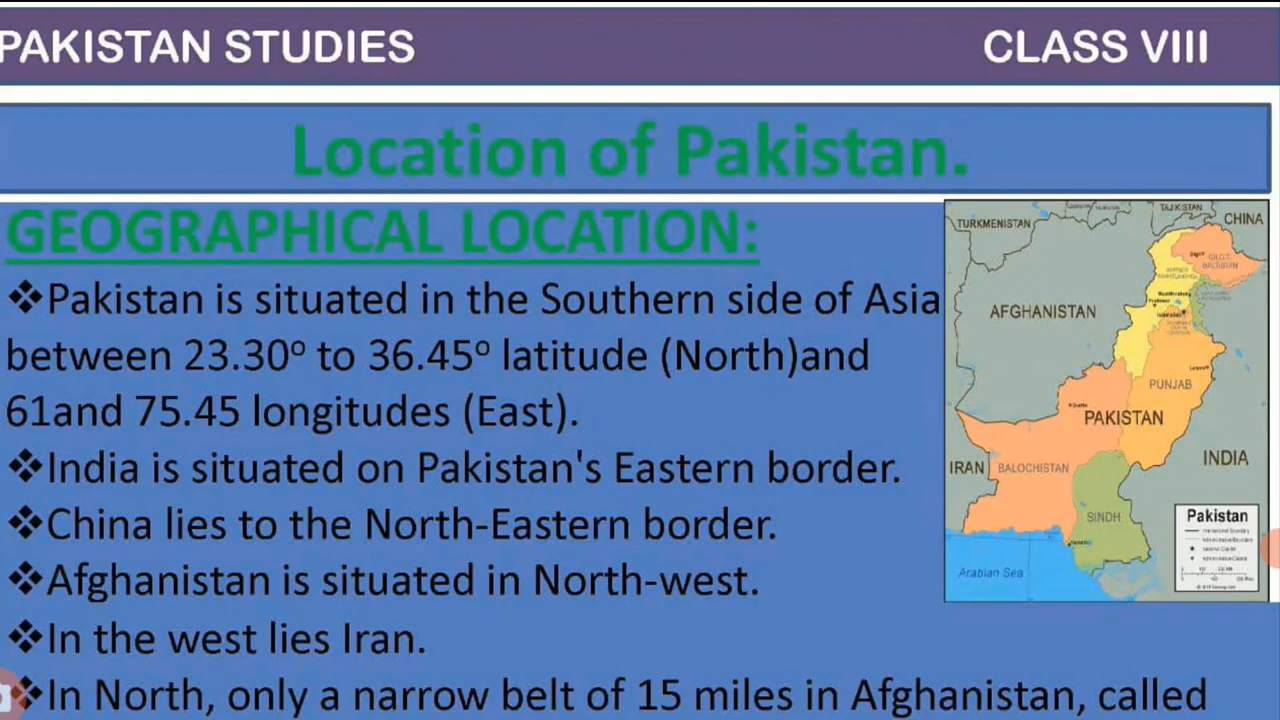 PAKISTAN STUDIES
CLASS VIII
Location of Pakistan.
GEOGRAPHICAL LOCATION:
❖Pakistan is situated in the Southern side of Asia
between 23.30º to 36.45º latitude (North)and
61and 75.45 longitudes (East).
❖India is situated on Pakistan's Eastern border.
❖China lies to the North-Eastern border.
❖Afghanistan is situated in North-west.
❖In the west lies Iran.
❖In North, only a narrow belt of 15 miles in Afghanistan, called
TURKMENISTAN
TAJIKISTAN
CHINA
GILGIT
BALTISTAN
AFGHANISTAN
PUNJAB
PAKISTAN
IRAN
BALOCHISTAN
INDIA
SINDH
Arabian Sea
Pakistan